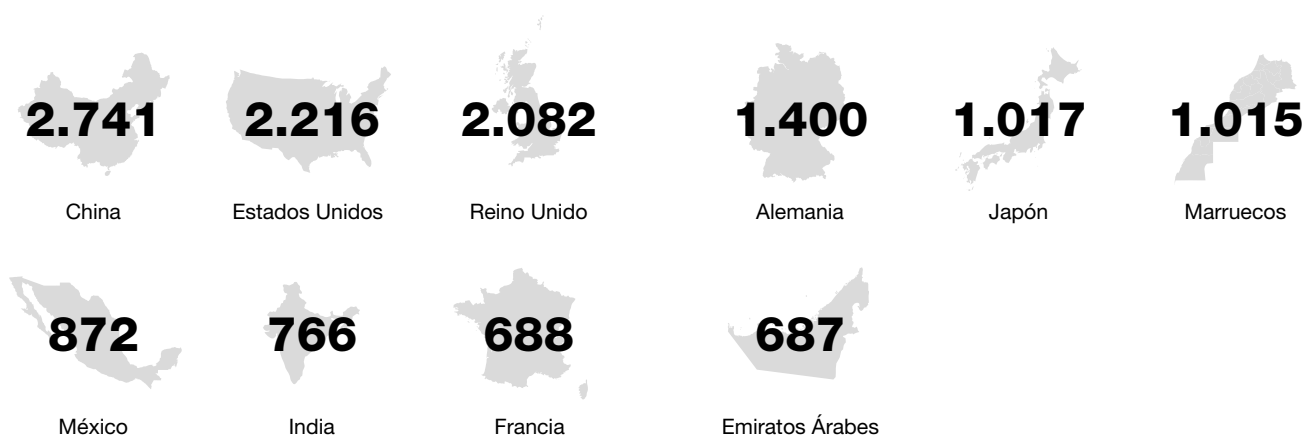 2.741 2.216 2.082 1.400 1.017 1.015
China Estados Unidos Reino Unido Alemania Japón Marruecos
872 766 688 687
México India Francia Emiratos Árabes